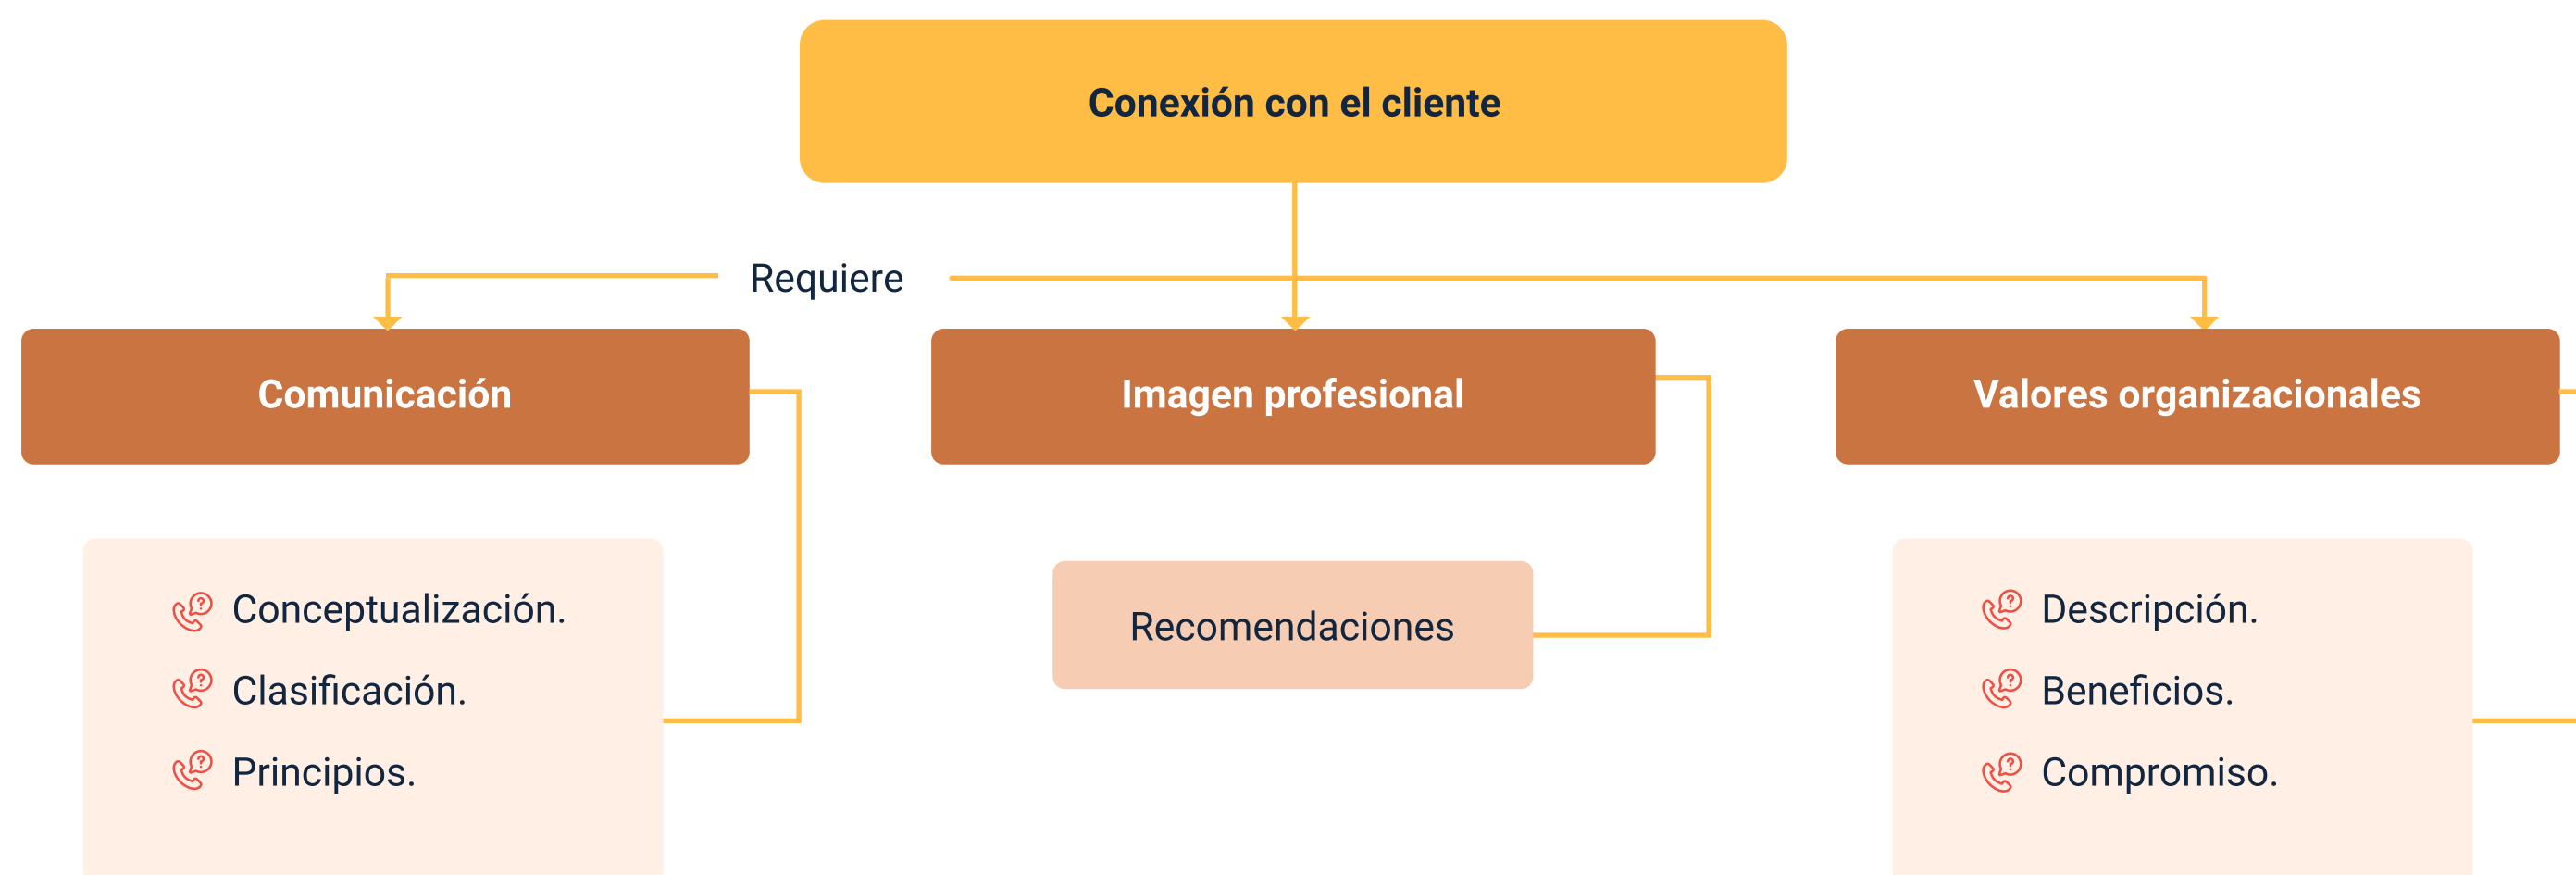 Conexión con el cliente
Requiere
Comunicación
Imagen profesional
Valores organizacionales
Conceptualización.
Clasificación.
Principios.
Recomendaciones
Descripción.
Beneficios.
Compromiso.